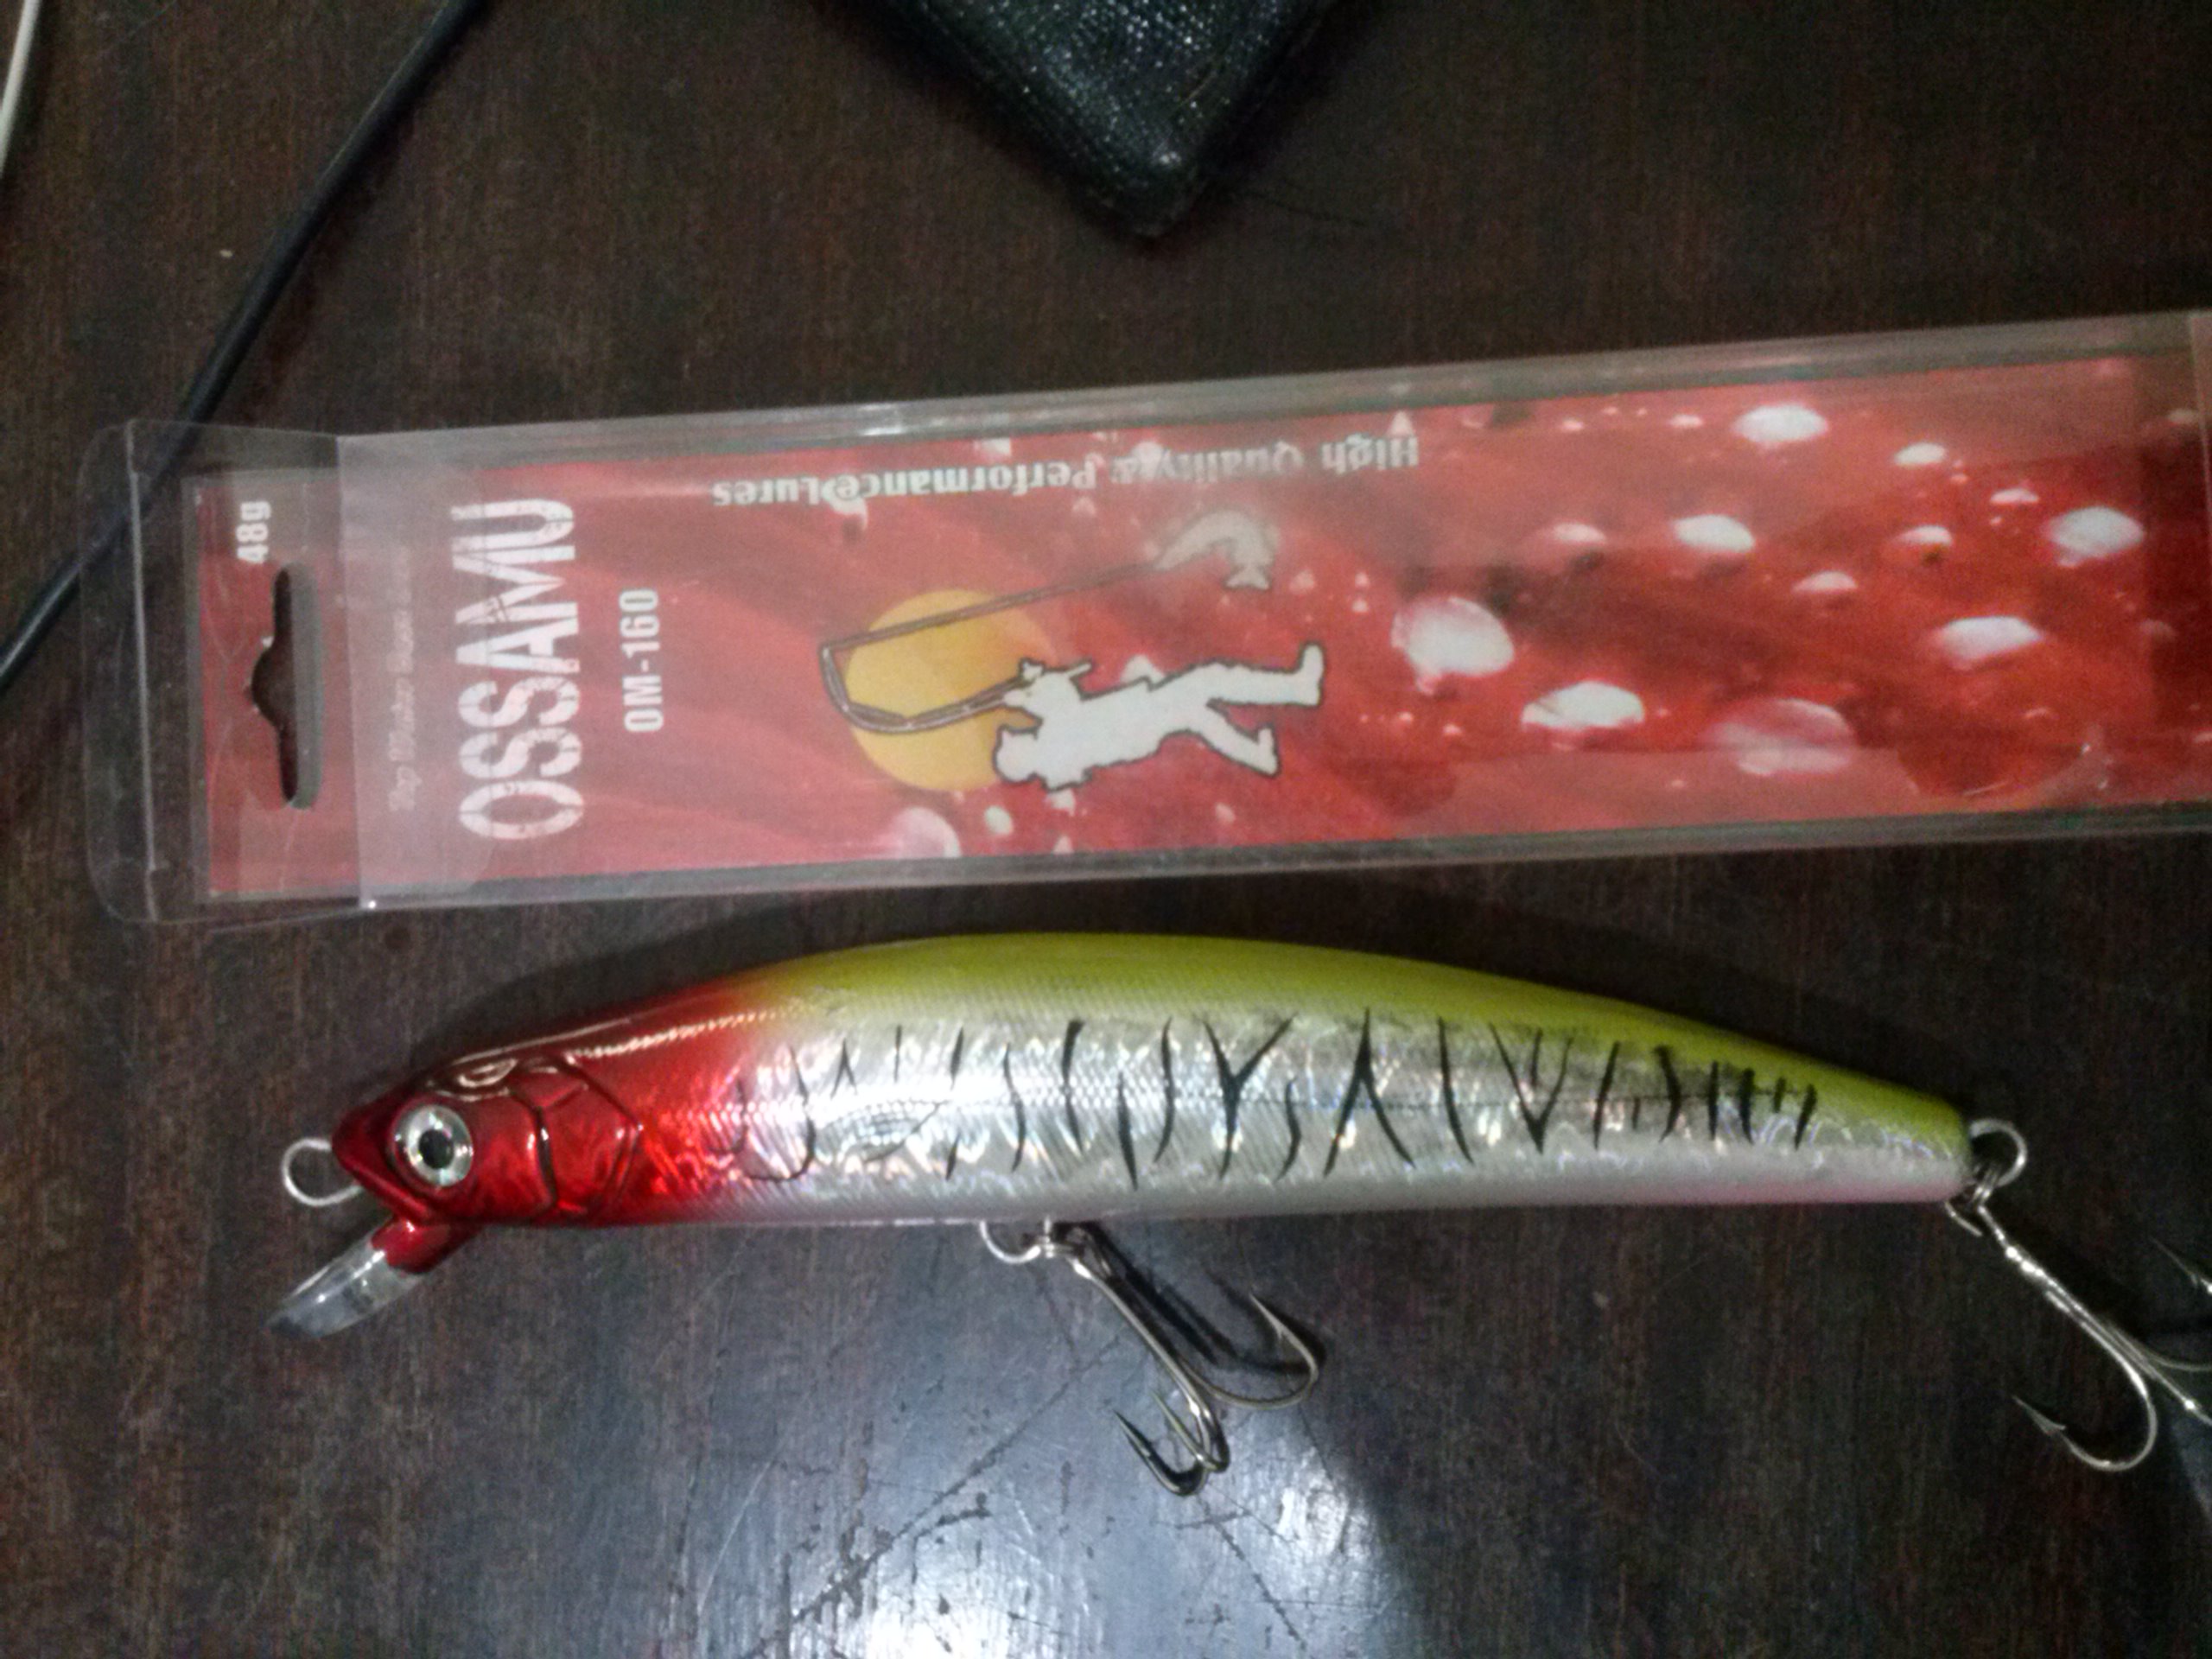 48g
OSSAMU
OM-160
High Quality & Performance Lures